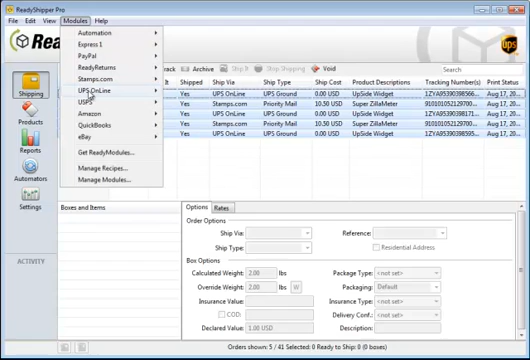 ReadyShipper Pro
File Edit View Modules Help
Automation
Express 1
PayPal
ReadyReturns
Stamps.com
UPS OnLine
USPS
Amazon
QuickBooks
eBay
Get ReadyModules...
Manage Recipes...
Manage Modules...
Rea
ups
rack Archive Ship It Stop Shipping Void Search
Shipped Ship Via Ship Type Ship Cost Product Descriptions Tracking Number(s) Print Status
Yes UPS OnLine UPS Ground 0.00 USD UpSide Widget 1ZYA95390398566... Aug 17, 20...
Yes Stamps.com Priority Mail 10.50 USD Super ZillaMeter 910101052129700... Aug 17, 20...
Yes UPS OnLine UPS Ground 0.00 USD UpSide Widget Aug 17, 20...
Yes Stamps.com Priority Mail 10.50 USD Super ZillaMeter 910101052129700... Aug 17, 20...
Yes UPS OnLine UPS Ground 0.00 USD UpSide Widget Aug 17, 20...
Shipping
Products
Reports
Automators
Settings
ACTIVITY
Boxes and Items
Options Rates
Order Options
Ship Via: Reference:
Ship Type: Residential Address
Box Options
Calculated Weight: 2.00 lbs Package Type: <not set>
Override Weight: 2.00 lbs W Packaging: Default
Insurance Value: Insurance Type: <not set>
COD: Delivery Conf.: <not set>
Declared Value: 1.00 USD Description:
Orders shown: 5 / 41 Selected: 0 Ready to Ship: 0 (0 boxes)